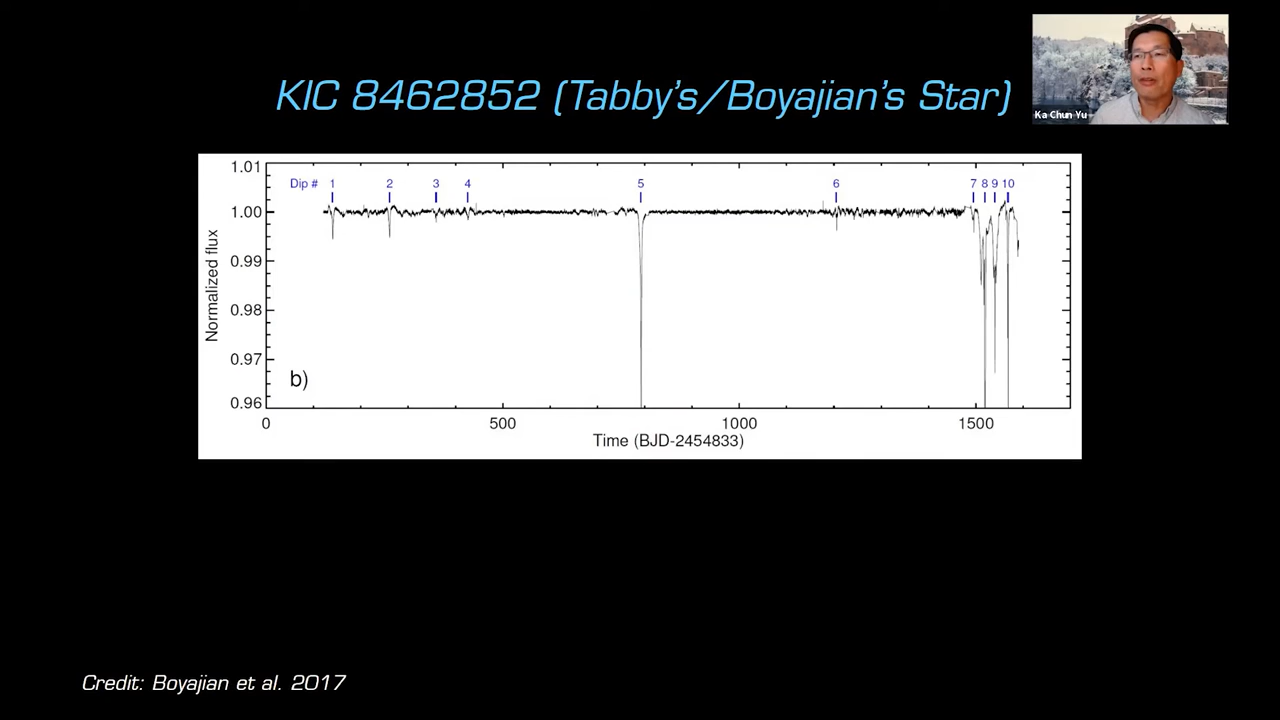 KIC 8462852 (Tabby's/Boyajian's Star)
Ka Chun Yu
1.01
Dip # 1 2 3 4 5 6 7 8 9 10
1.00
0.99
0.98
0.97
0.96
Normalized flux
b)
0 500 1000 1500
Time (BJD-2454833)
Credit: Boyajian et al. 2017